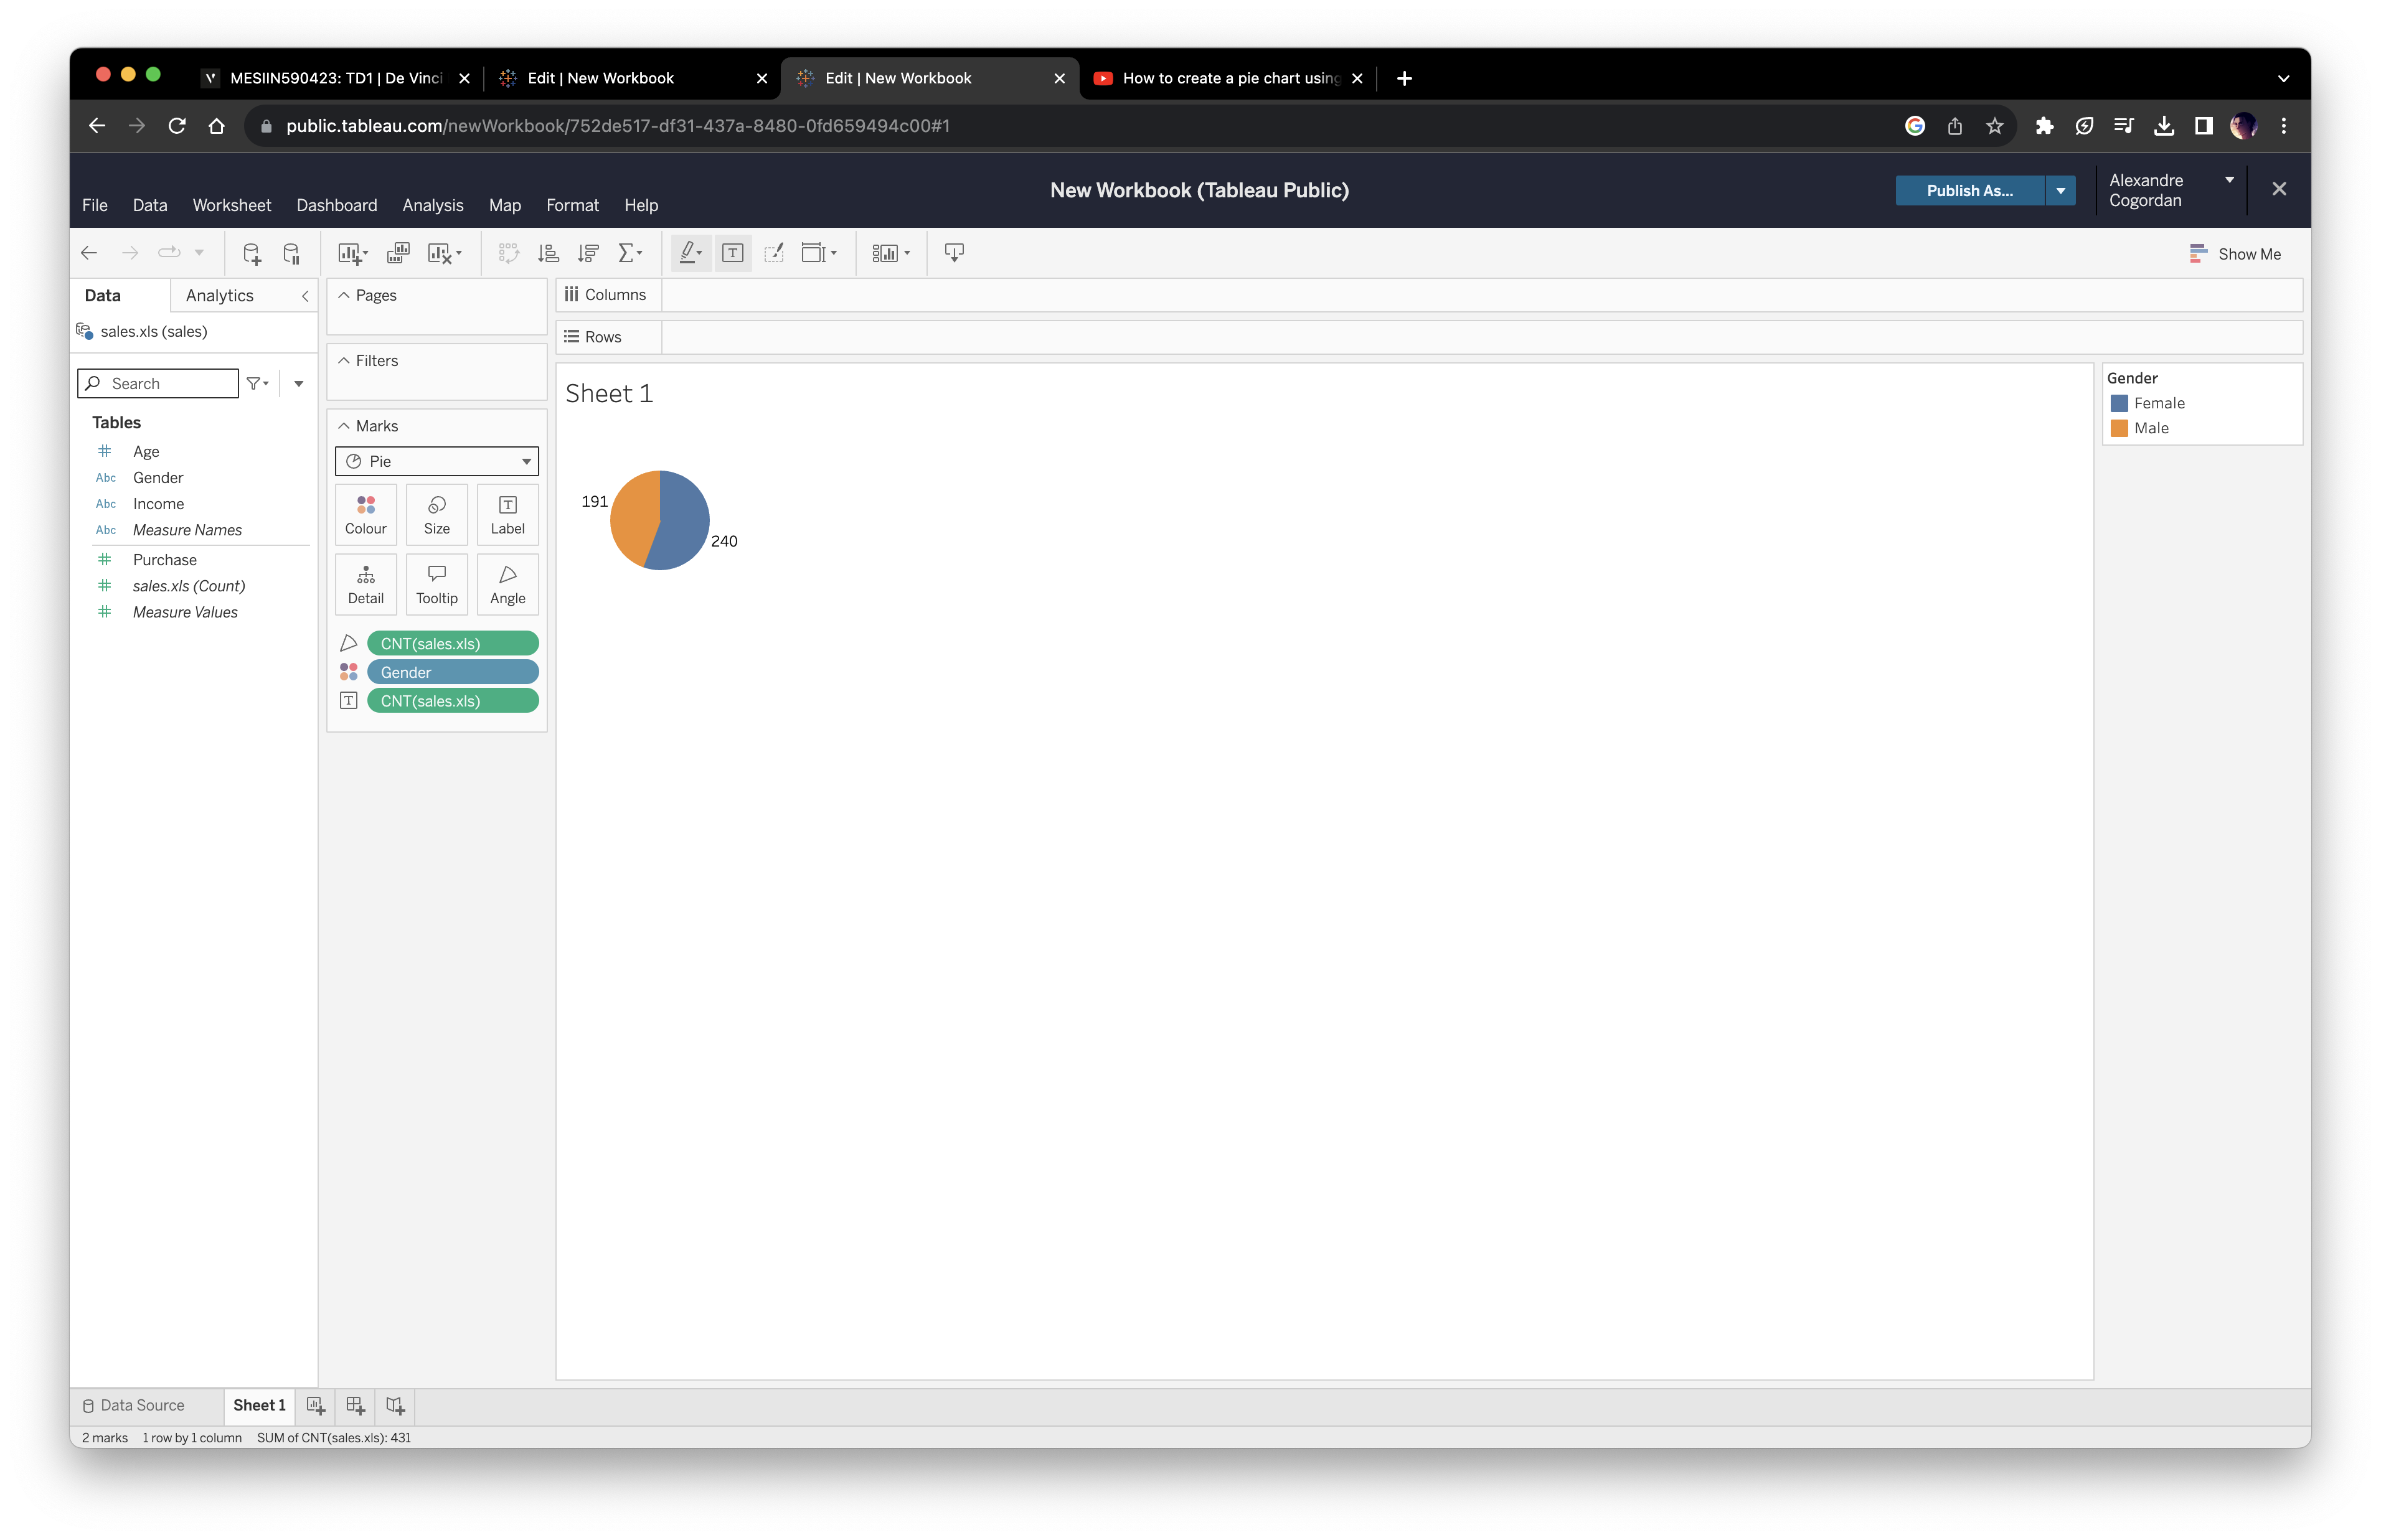 MESIIN590423: TD1 | De Vinci
Edit | New Workbook
Edit | New Workbook
How to create a pie chart using
public.tableau.com/newWorkbook/752de517-df31-437a-8480-0fd659494c00#1
New Workbook (Tableau Public)
Publish As...
Alexandre
Cogordan
File Data Worksheet Dashboard Analysis Map Format Help
Show Me
Data
Analytics
sales.xls (sales)
Search
Tables
Age
Abc Gender
Abc Income
Abc Measure Names
Purchase
sales.xls (Count)
Measure Values
Pages
Filters
Marks
Pie
Colour Size Label
T
Detail Tooltip Angle
CNT(sales.xls)
Gender
T CNT(sales.xls)
Columns
Rows
Sheet 1
191
240
Gender
Female
Male
Data Source
Sheet 1
2 marks 1 row by 1 column SUM of CNT(sales.xls): 431